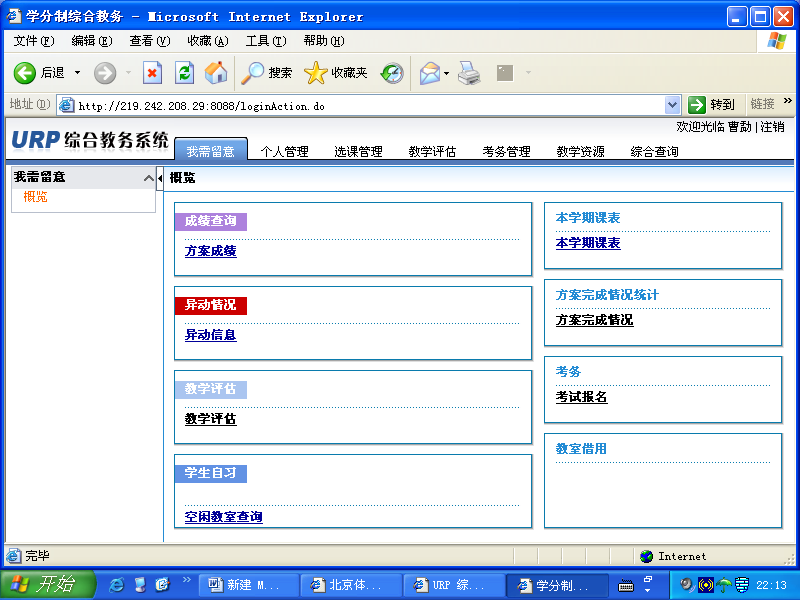 学分制综合教务 - Microsoft Internet Explorer
文件(F) 编辑(E) 查看(V) 收藏(A) 工具(T) 帮助(H)
后退 搜索 收藏夹
地址(D) http://219.242.208.29:8088/loginAction.do 转到 链接 »
欢迎光临 曹勐 | 注销
URP 综合教务系统 我需留意 个人管理 选课管理 教学评估 考务管理 教学资源 综合查询
我需留意
概览
概览
成绩查询
方案成绩
异动情况
异动信息
教学评估
教学评估
学生自习
空闲教室查询
本学期课表
本学期课表
方案完成情况统计
方案完成情况
考务
考试报名
教室借用
完毕 Internet
开始 » 新建 M... 北京体... URP 综... 学分制... 22:13